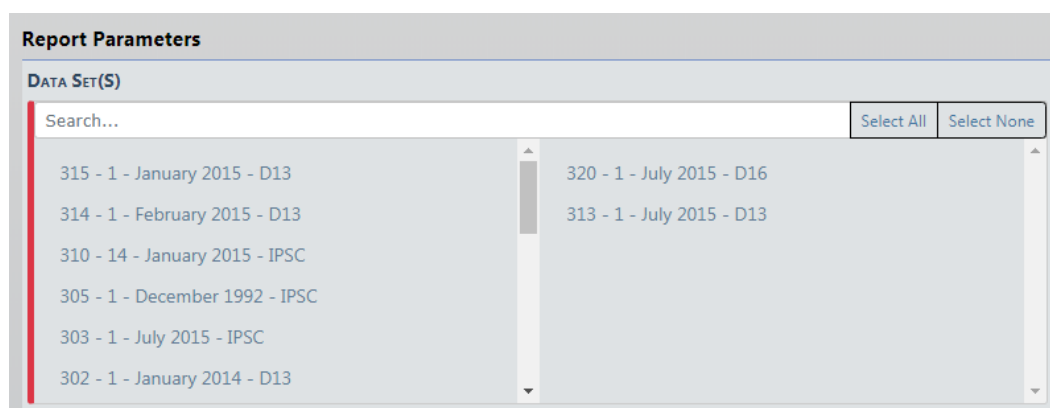 Report Parameters
Data Set(s)
Search...
Select All
Select None
315 - 1 - January 2015 - D13
314 - 1 - February 2015 - D13
310 - 14 - January 2015 - IPSC
305 - 1 - December 1992 - IPSC
303 - 1 - July 2015 - IPSC
302 - 1 - January 2014 - D13
320 - 1 - July 2015 - D16
313 - 1 - July 2015 - D13